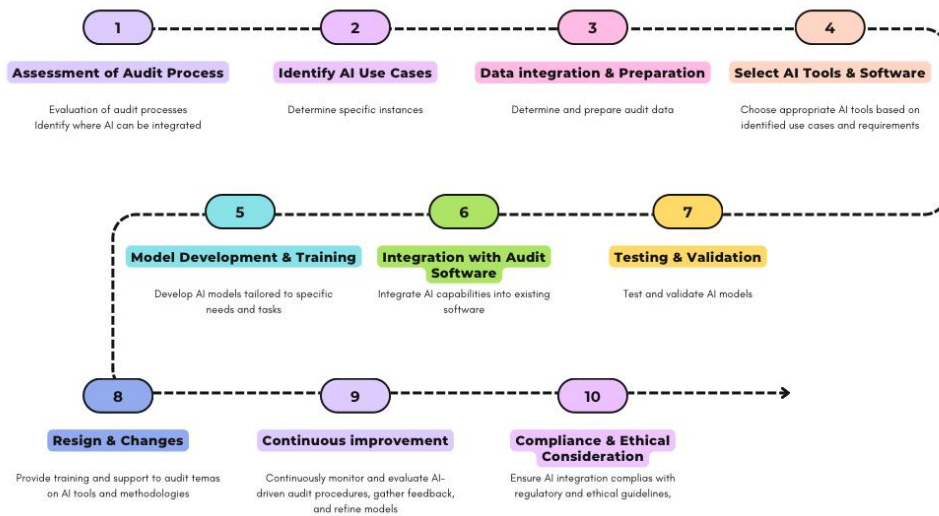 1
Assessment of Audit Process
Evaluation of audit processes
Identify where AI can be integrated
2
Identify AI Use Cases
Determine specific instances
3
Data integration & Preparation
Determine and prepare audit data
4
Select AI Tools & Software
Choose appropriate AI tools based on
identified use cases and requirements
5
Model Development & Training
Develop AI models tailored to specific
needs and tasks
6
Integration with Audit
Software
Integrate AI capabilities into existing
software
7
Testing & Validation
Test and validate AI models
8
Resign & Changes
Provide training and support to audit temas
on AI tools and methodologies
9
Continuous improvement
Continuously monitor and evaluate AI-
driven audit procedures, gather feedback,
and refine models
10
Compliance & Ethical
Consideration
Ensure AI integration complias with
regulatory and ethical guidelines,